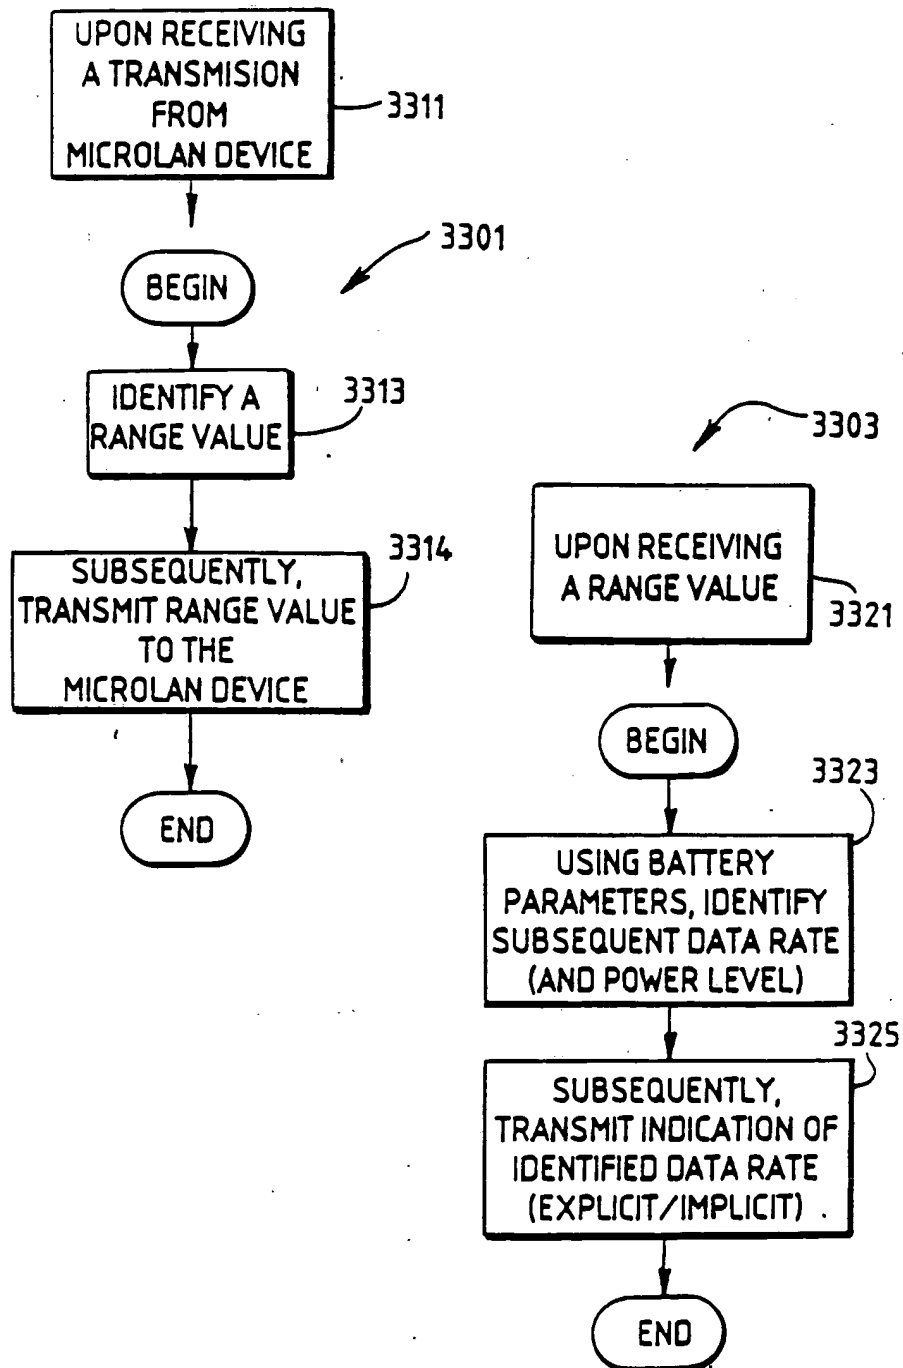 UPON RECEIVING
A TRANSMISION
FROM
MICROLAN DEVICE
3311
3301
BEGIN
IDENTIFY A
RANGE VALUE
3313
SUBSEQUENTLY,
TRANSMIT RANGE VALUE
TO THE
MICROLAN DEVICE
3314
END
3303
UPON RECEIVING
A RANGE VALUE
3321
BEGIN
3323
USING BATTERY
PARAMETERS, IDENTIFY
SUBSEQUENT DATA RATE
(AND POWER LEVEL)
3325
SUBSEQUENTLY,
TRANSMIT INDICATION OF
IDENTIFIED DATA RATE
(EXPLICIT/IMPLICIT)
END